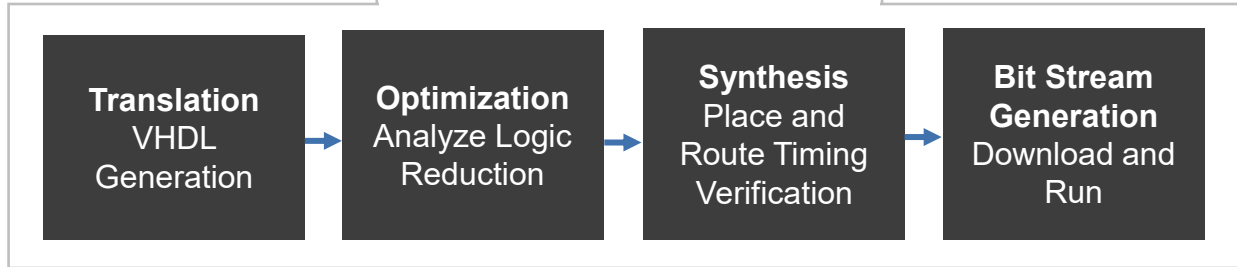 Translation
VHDL
Generation
Optimization
Analyze Logic
Reduction
Synthesis
Place and
Route Timing
Verification
Bit Stream
Generation
Download and
Run